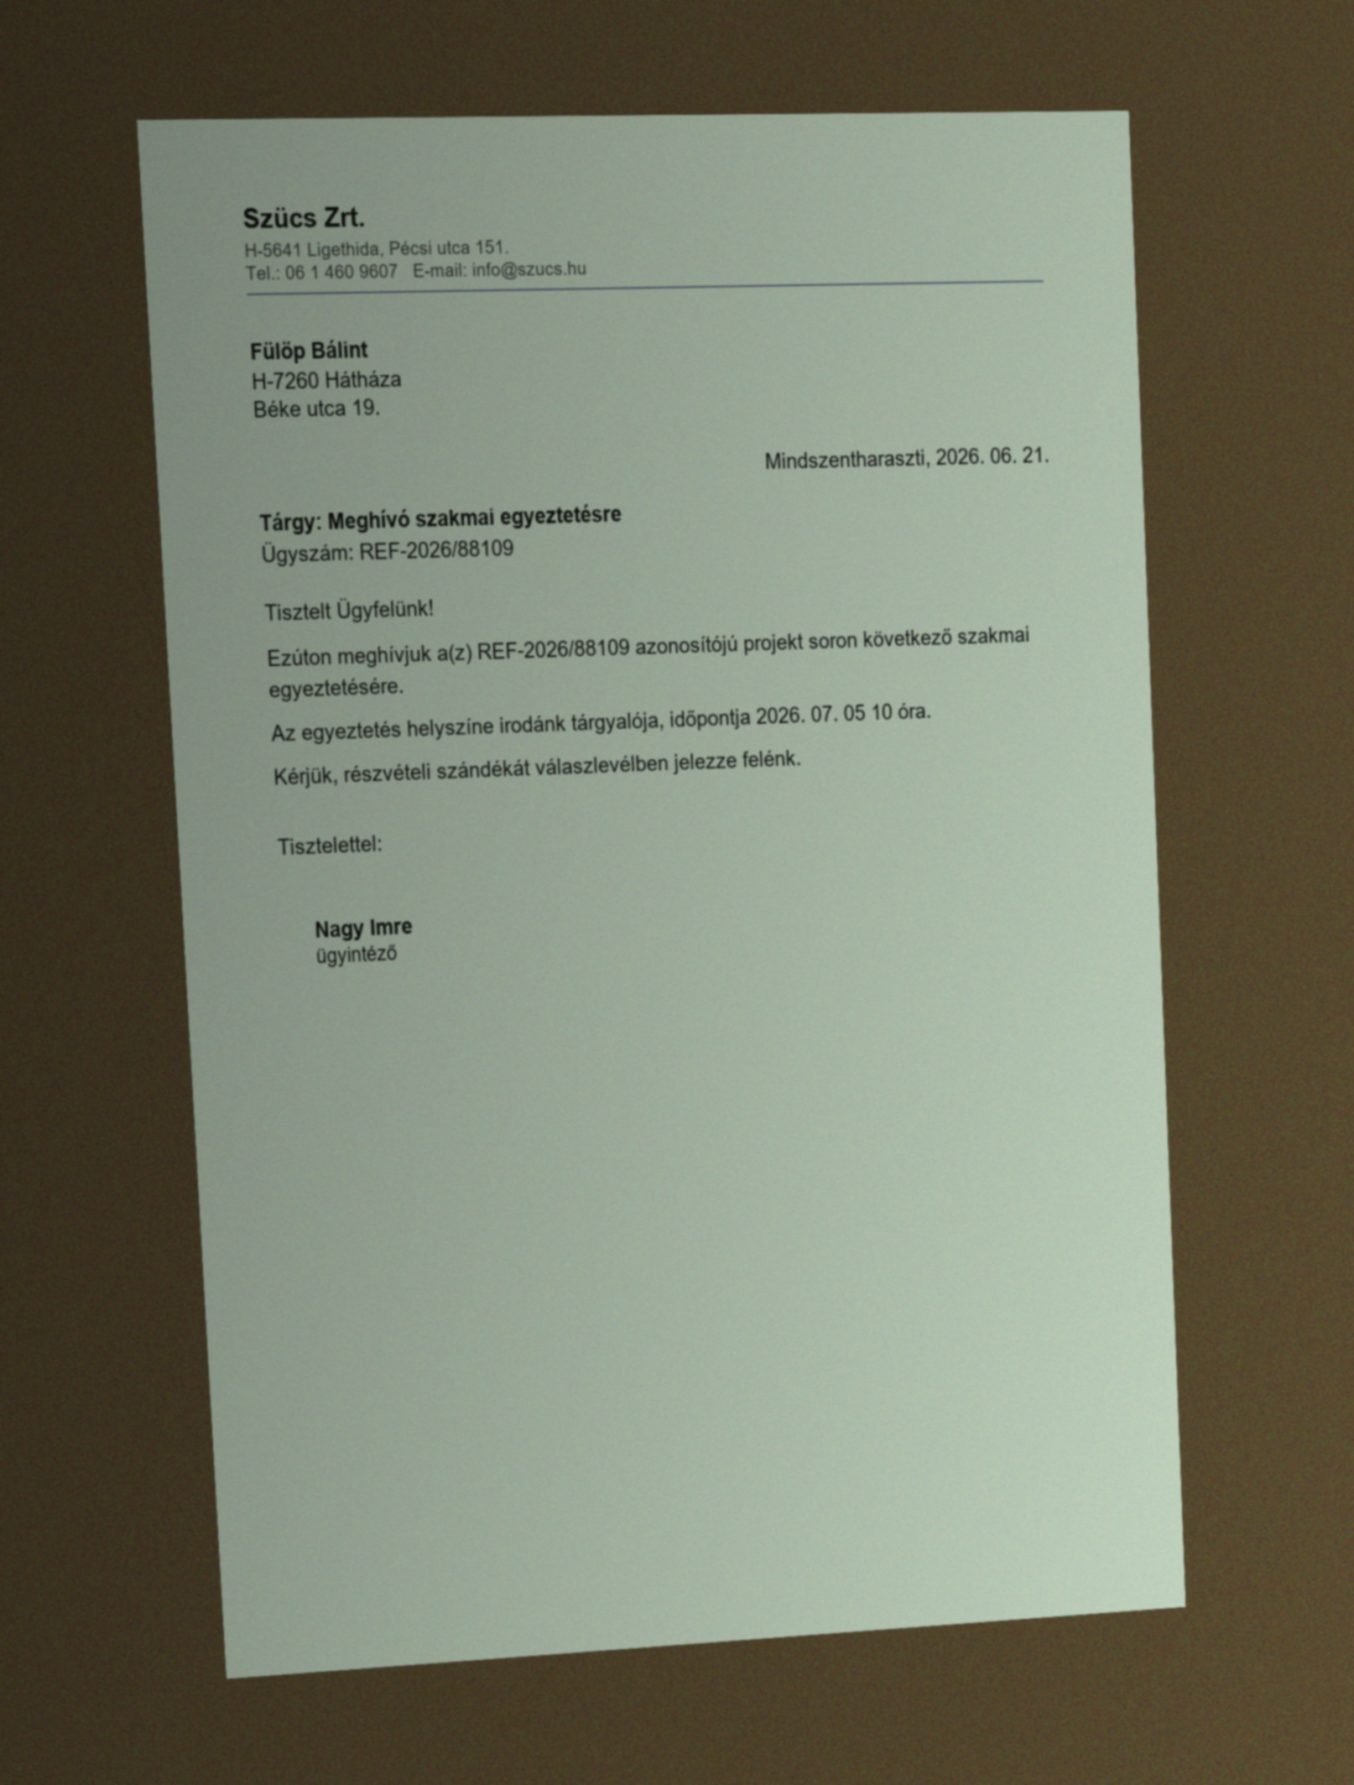 Szücs Zrt.
H-5641 Ligethida, Pécsi utca 151.
Tel.: 06 1 460 9607 E-mail: info@szucs.hu
Fülöp Bálint
H-7260 Hátháza
Béke utca 19.
Mindszentharaszti, 2026. 06. 21.
Tárgy: Meghívó szakmai egyeztetésre
Ügyszám: REF-2026/88109
Tisztelt Ügyfelünk!
Ezúton meghívjuk a(z) REF-2026/88109 azonosítójú projekt soron következő szakmai
egyeztetésére.
Az egyeztetés helyszíne irodánk tárgyalója, időpontja 2026. 07. 05 10 óra.
Kérjük, részvételi szándékát válaszlevélben jelezze felénk.
Tisztelettel:
Nagy Imre
ügyintéző